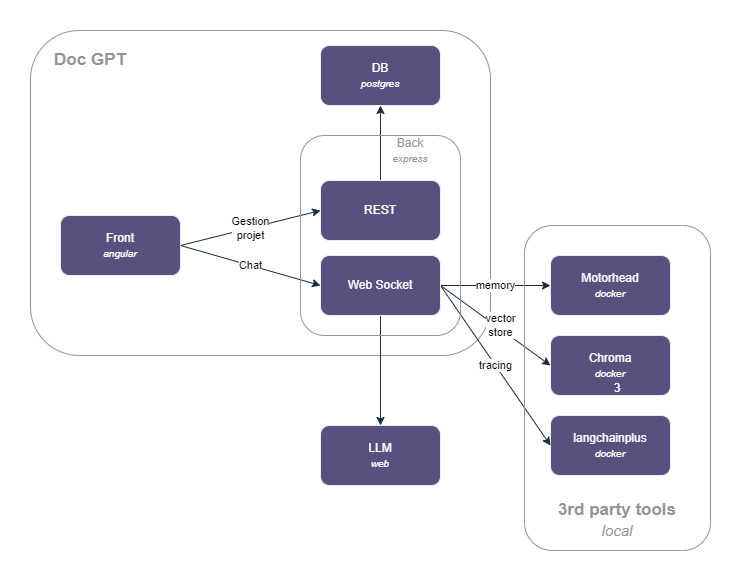 Doc GPT
DB
postgres
Back
express
REST
Gestion
projet
Front
angular
Chat
Web Socket
memory
Motorhead
docker
vector
store
Chroma
docker
3
tracing
langchainplus
docker
LLM
web
3rd party tools
local